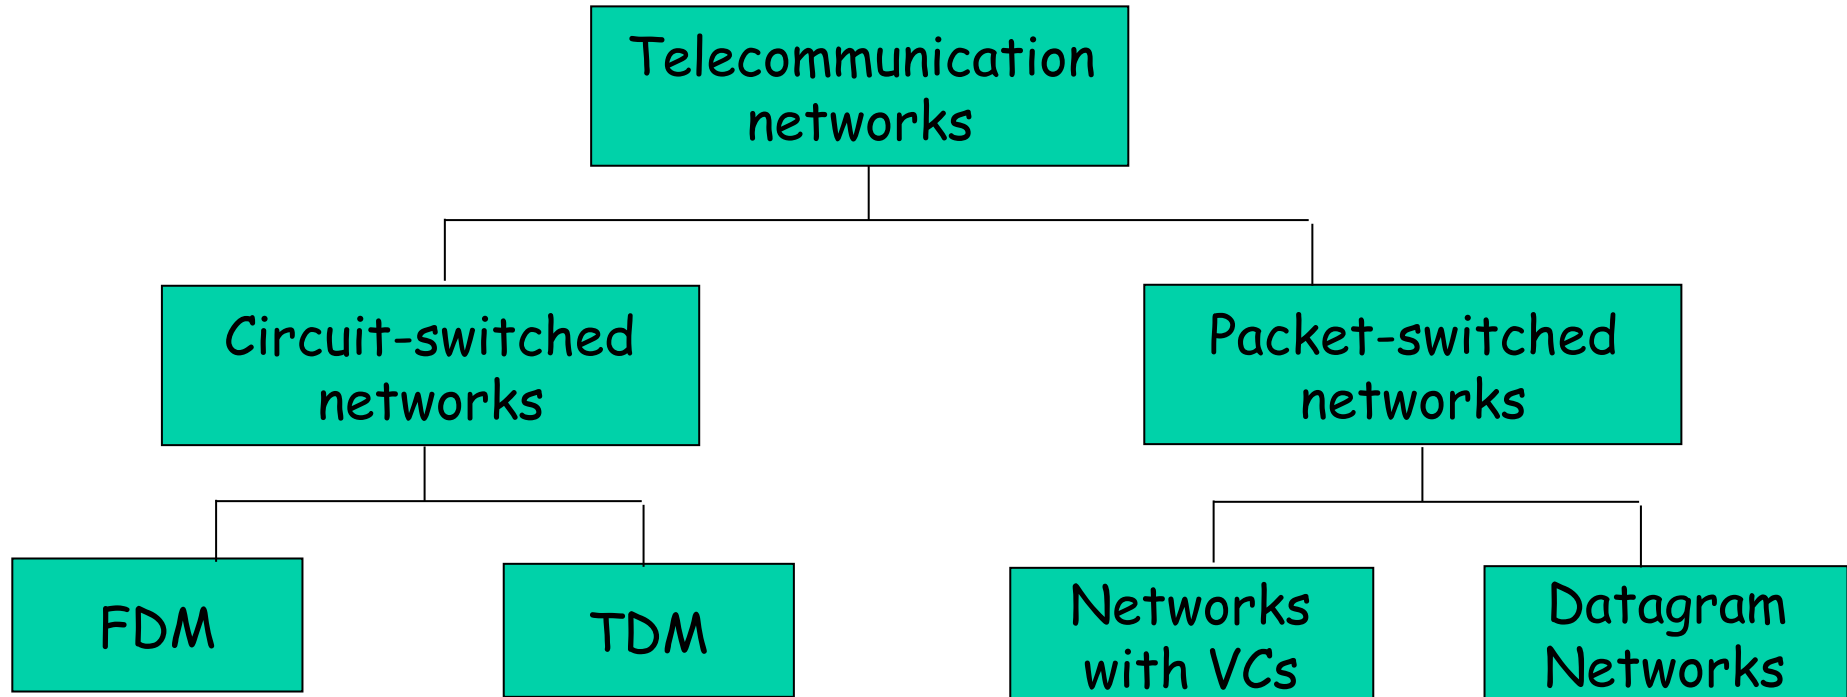 Telecommunication
networks
Circuit-switched
networks
Packet-switched
networks
FDM
TDM
Networks
with VCs
Datagram
Networks